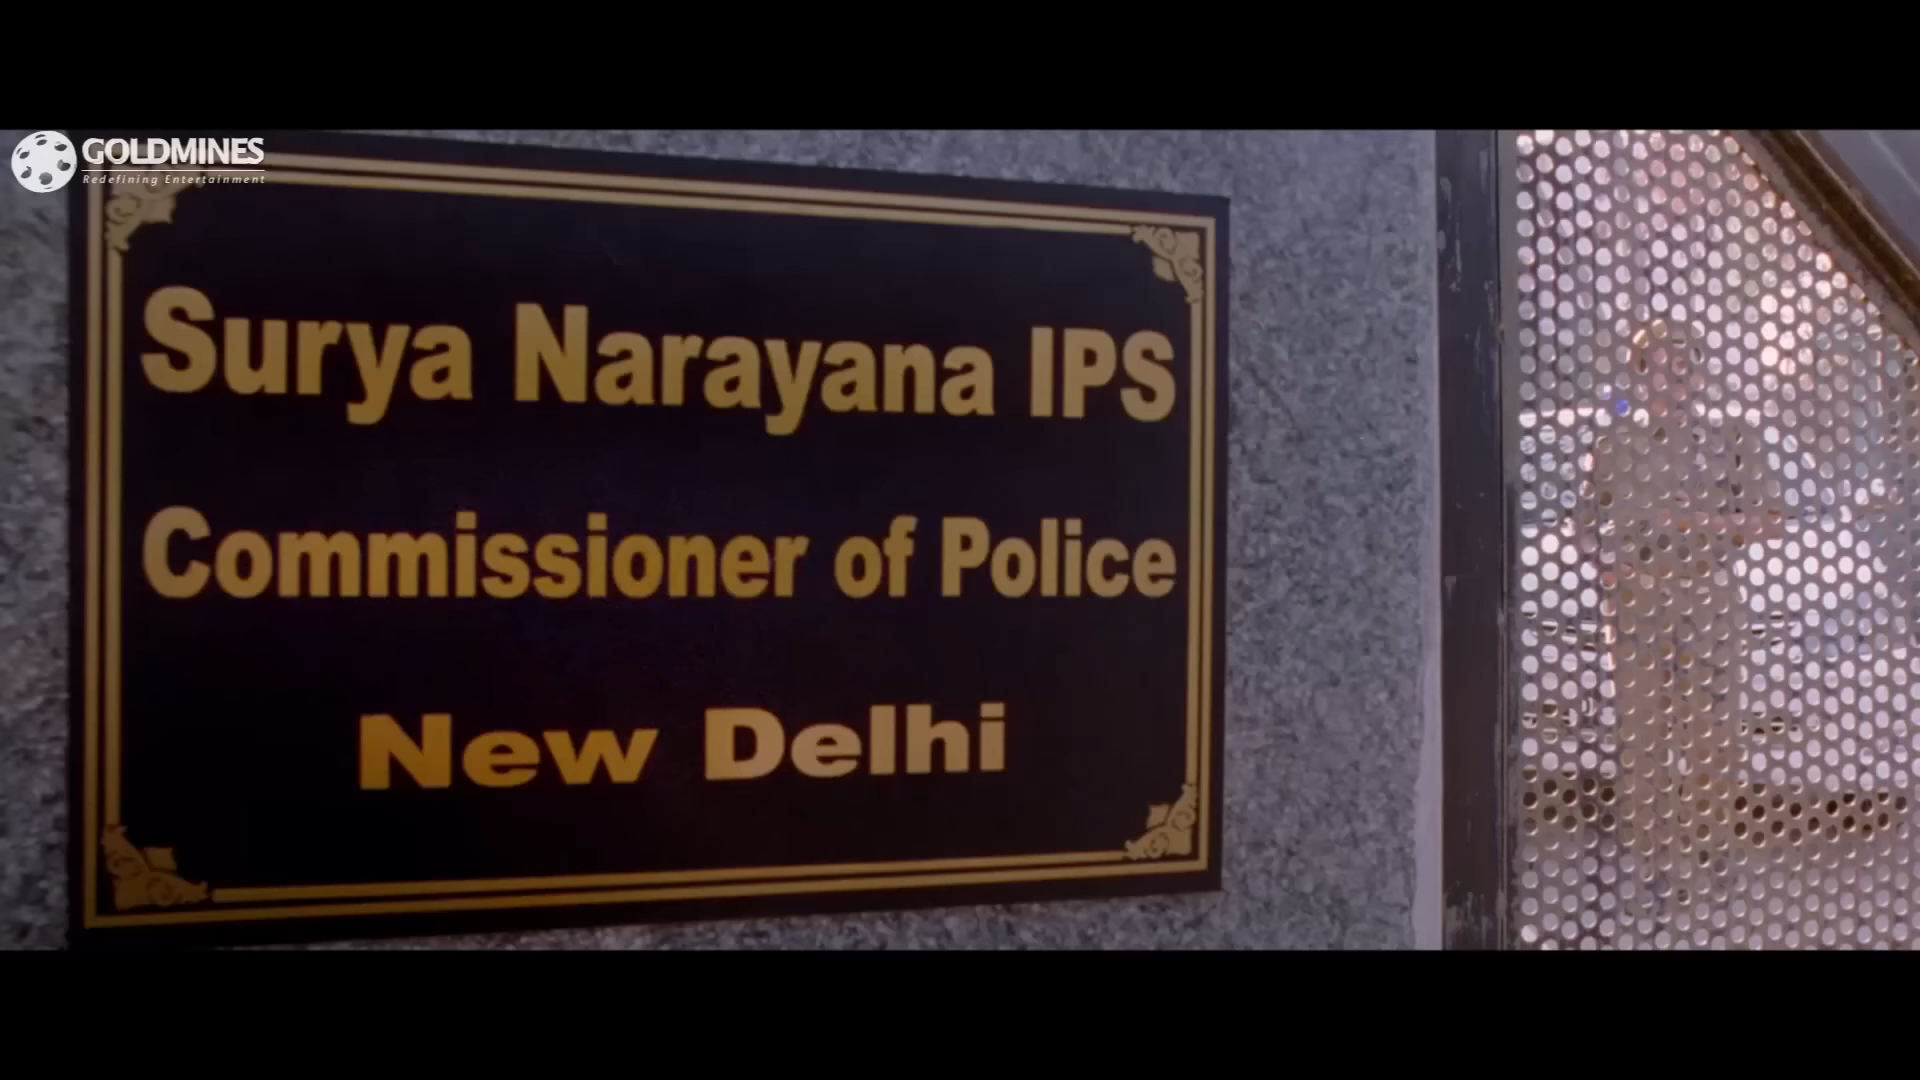 GOLDMINES
Redefining Entertainment
Surya Narayana IPS
Commissioner of Police
New Delhi